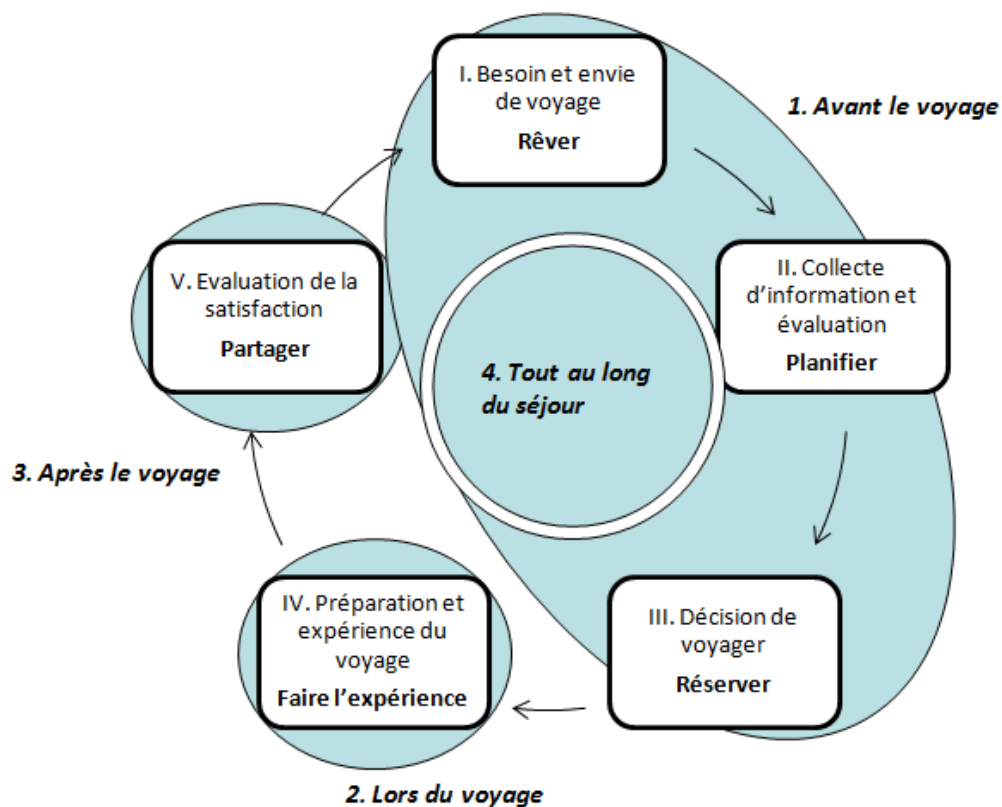 I. Besoin et envie
de voyage
Rêver
1. Avant le voyage
II. Collecte
d’information et
évaluation
Planifier
V. Evaluation de la
satisfaction
Partager
4. Tout au long
du séjour
3. Après le voyage
III. Décision de
voyager
Réserver
IV. Préparation et
expérience du
voyage
Faire l’expérience
2. Lors du voyage